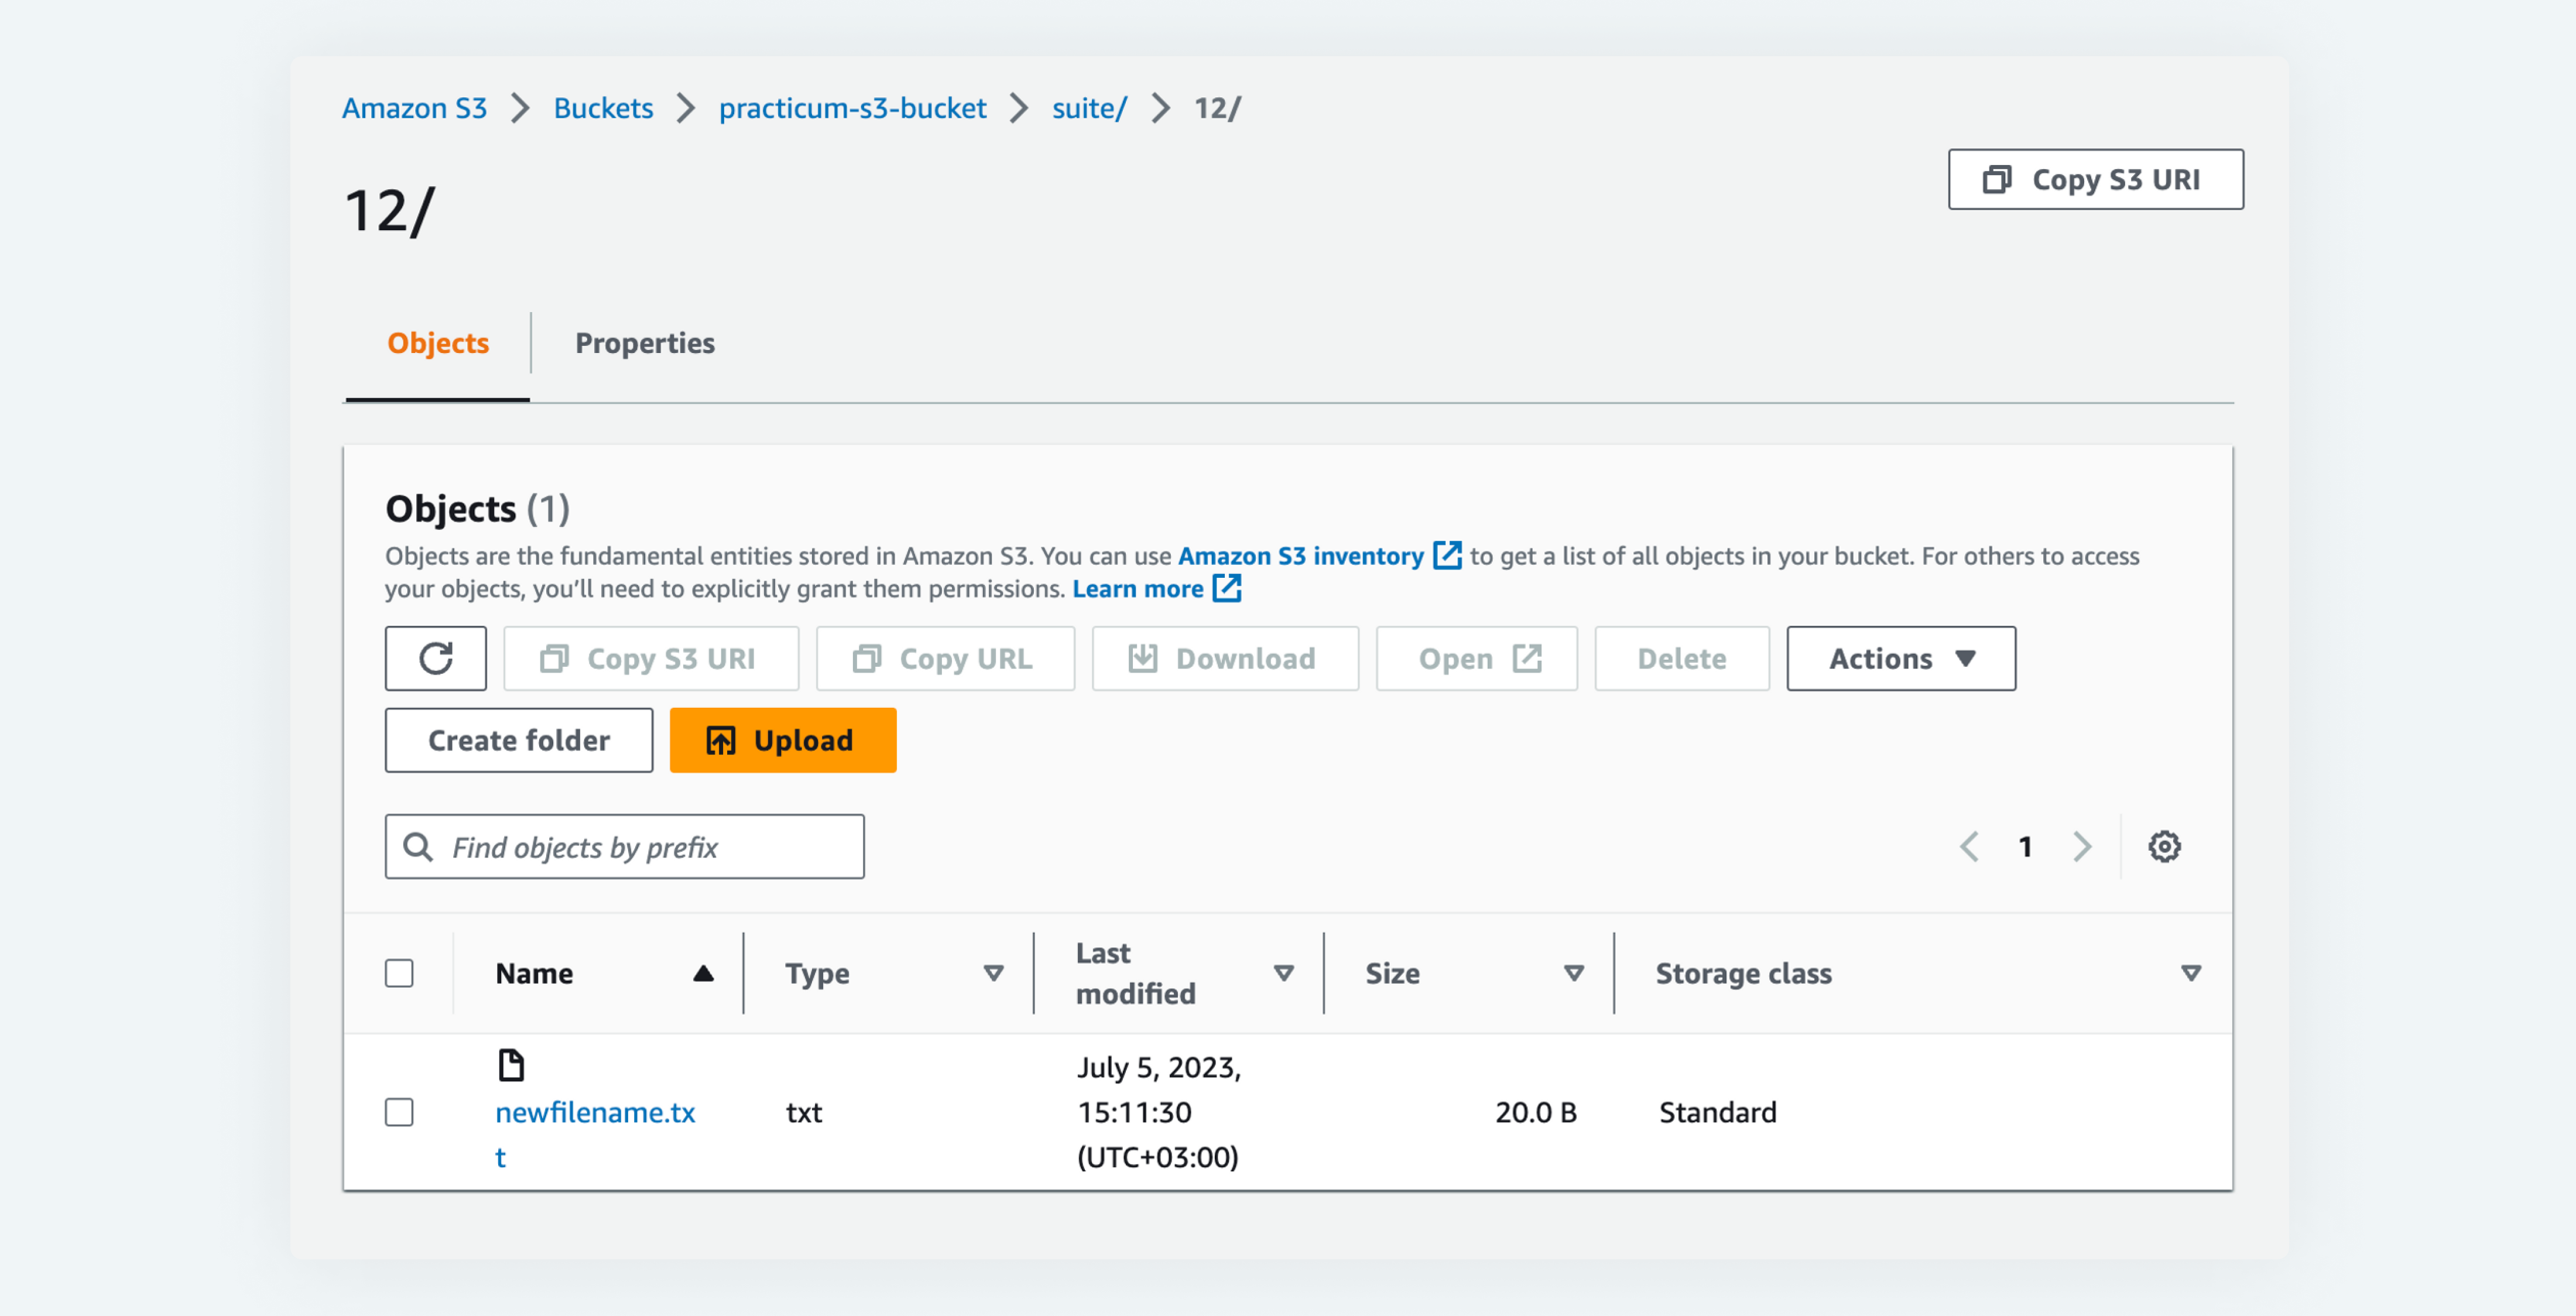 Amazon S3 > Buckets > practicum-s3-bucket > suite/ > 12/
Copy S3 URI
12/
Objects Properties
Objects (1)
Objects are the fundamental entities stored in Amazon S3. You can use Amazon S3 inventory to get a list of all objects in your bucket. For others to access
your objects, you’ll need to explicitly grant them permissions. Learn more
Copy S3 URI Copy URL Download Open Delete Actions
Create folder Upload
Find objects by prefix 1
Name Type Last modified Size Storage class
newfilename.tx
t
txt
July 5, 2023,
15:11:30
(UTC+03:00)
20.0 B
Standard